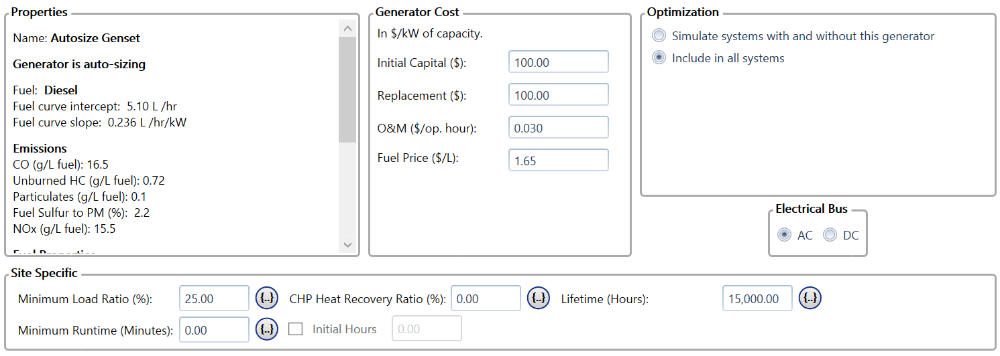 Properties
Name: Autosize Genset
Generator is auto-sizing
Fuel: Diesel
Fuel curve intercept: 5.10 L /hr
Fuel curve slope: 0.236 L /hr/kW
Emissions
CO (g/L fuel): 16.5
Unburned HC (g/L fuel): 0.72
Particulates (g/L fuel): 0.1
Fuel Sulfur to PM (%): 2.2
NOx (g/L fuel): 15.5
Fuel Properties
Generator Cost
In $/kW of capacity.
Initial Capital ($): 100.00
Replacement ($): 100.00
O&M ($/op. hour): 0.030
Fuel Price ($/L): 1.65
Optimization
Simulate systems with and without this generator
Include in all systems
Electrical Bus
AC DC
Site Specific
Minimum Load Ratio (%): 25.00 {..} CHP Heat Recovery Ratio (%): 0.00 {..} Lifetime (Hours): 15,000.00 {..}
Minimum Runtime (Minutes): 0.00 {..} Initial Hours 0.00